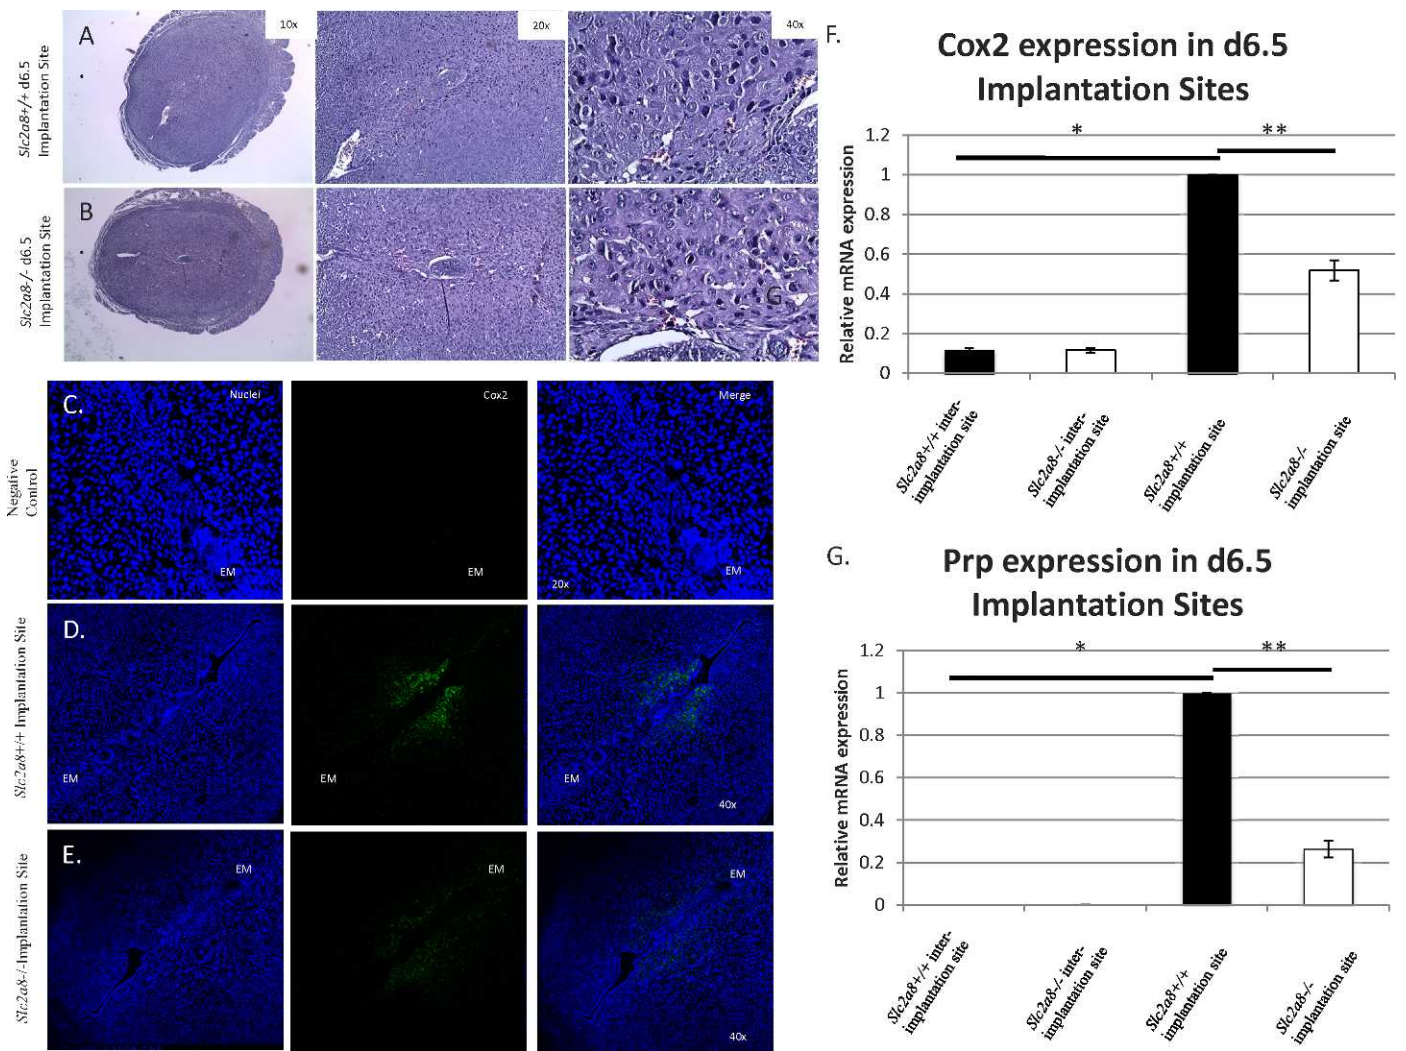 A
10x
20x
40x
Slc2a8+/+ d6.5
Implantation Site
B
G
Slc2a8-/- d6.5
Implantation Site
C.
Nuclei
Cox2
Merge
Negative
Control
EM
EM
EM
20x
D.
Slc2a8+/+ Implantation Site
EM
EM
EM
40x
E.
Slc2a8-/-Implantation Site
EM
EM
EM
40x
F.
Cox2 expression in d6.5
Implantation Sites
Relative mRNA expression
1.2
1
0.8
0.6
0.4
0.2
0
*
**
Slc2a8+/+ inter-
implantation site
Slc2a8-/- inter-
implantation site
Slc2a8+/+
implantation site
Slc2a8-/-
implantation site
G.
Prp expression in d6.5
Implantation Sites
Relative mRNA expression
1.2
1
0.8
0.6
0.4
0.2
0
*
**
Slc2a8+/+ inter-
implantation site
Slc2a8-/- inter-
implantation site
Slc2a8+/+
implantation site
Slc2a8-/-
implantation site